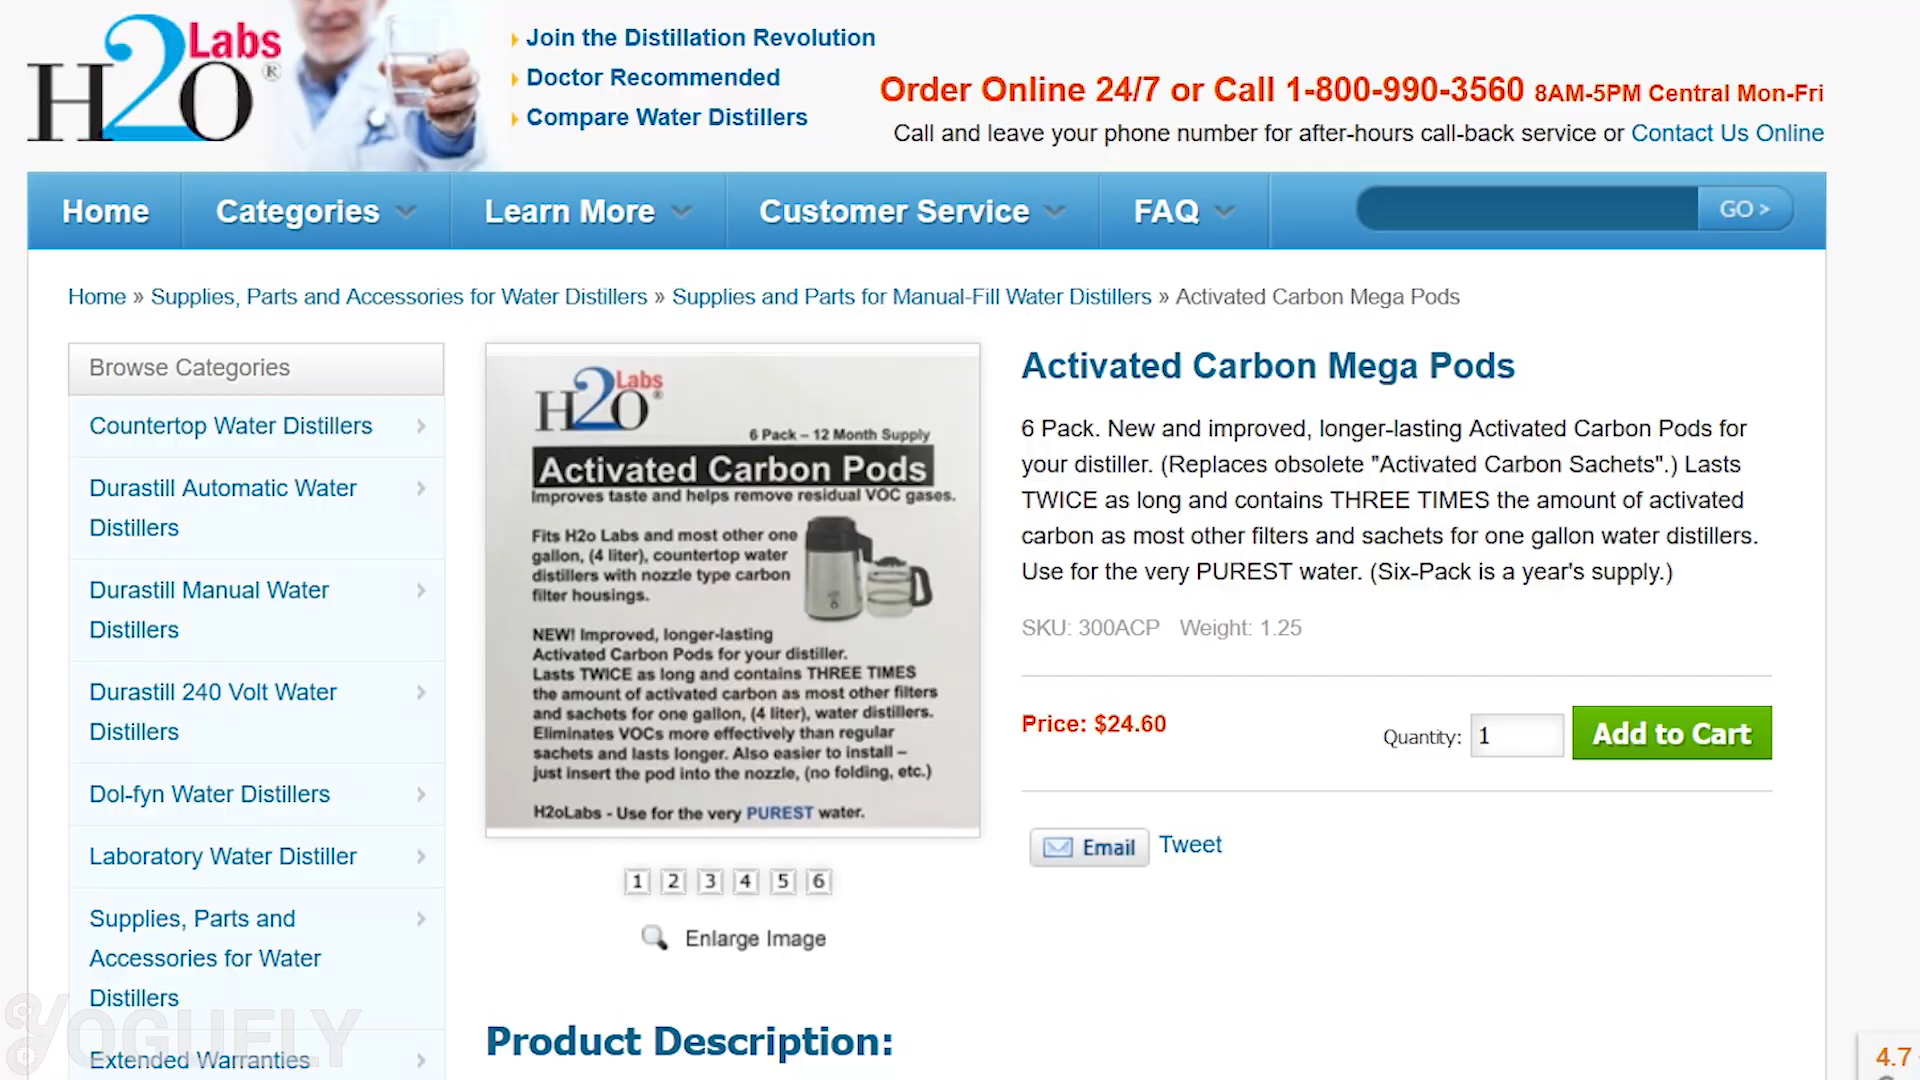 H2O Labs ®
Join the Distillation Revolution
Doctor Recommended
Compare Water Distillers
Order Online 24/7 or Call 1-800-990-3560 8AM-5PM Central Mon-Fri
Call and leave your phone number for after-hours call-back service or Contact Us Online
Home Categories Learn More Customer Service FAQ GO >
Home » Supplies, Parts and Accessories for Water Distillers » Supplies and Parts for Manual-Fill Water Distillers » Activated Carbon Mega Pods
Browse Categories
Countertop Water Distillers
Durastill Automatic Water
Distillers
Durastill Manual Water
Distillers
Durastill 240 Volt Water
Distillers
Dol-fyn Water Distillers
Laboratory Water Distiller
Supplies, Parts and
Accessories for Water
Distillers
Extended Warranties
H2O Labs ®
6 Pack – 12 Month Supply
Activated Carbon Pods
Improves taste and helps remove residual VOC gases.
Fits H2o Labs and most other one
gallon, (4 liter), countertop water
distillers with nozzle type carbon
filter housings.
NEW! Improved, longer-lasting
Activated Carbon Pods for your distiller.
Lasts TWICE as long and contains THREE TIMES
the amount of activated carbon as most other filters
and sachets for one gallon, (4 liter), water distillers.
Eliminates VOCs more effectively than regular
sachets and lasts longer. Also easier to install –
just insert the pod into the nozzle, (no folding, etc.)
H2oLabs - Use for the very PUREST water.
1 2 3 4 5 6
Enlarge Image
Activated Carbon Mega Pods
6 Pack. New and improved, longer-lasting Activated Carbon Pods for
your distiller. (Replaces obsolete "Activated Carbon Sachets".) Lasts
TWICE as long and contains THREE TIMES the amount of activated
carbon as most other filters and sachets for one gallon water distillers.
Use for the very PUREST water. (Six-Pack is a year's supply.)
SKU: 300ACP Weight: 1.25
Price: $24.60
Quantity: 1 Add to Cart
Email Tweet
Product Description:
4.7
YOGUELY